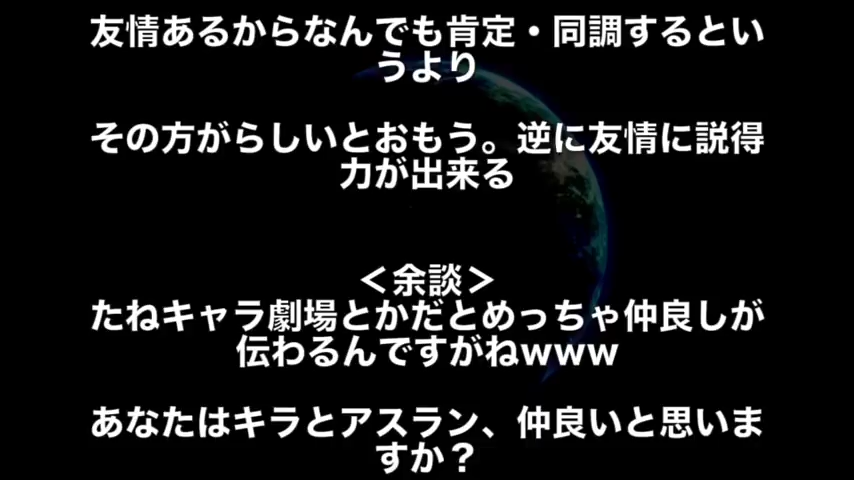 友情あるからなんでも肯定・同調するとい
うより
その方がらしいとおもう。逆に友情に説得
力が出来る
＜余談＞
たねキャラ劇場とかだとめっちゃ仲良しが
伝わるんですがねwww
あなたはキラとアスラン、仲良いと思いま
すか？